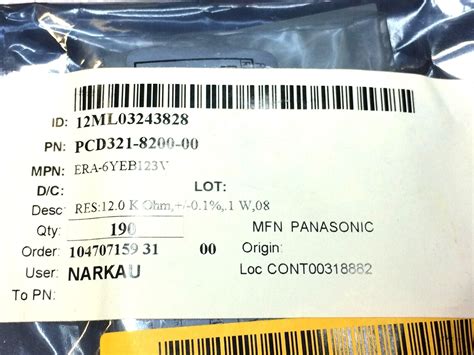 ID: 12ML03243828
PN: PCD321-8200-00
MPN: ERA-6YEB123V
D/C: LOT:
Desc RES:12.0 K Ohm,+/-0.1%,.1 W,08
Qty: 190 MFN PANASONIC
Order: 104707159 31 00 Origin:
User: NARKAU Loc CONT00318882
To PN: